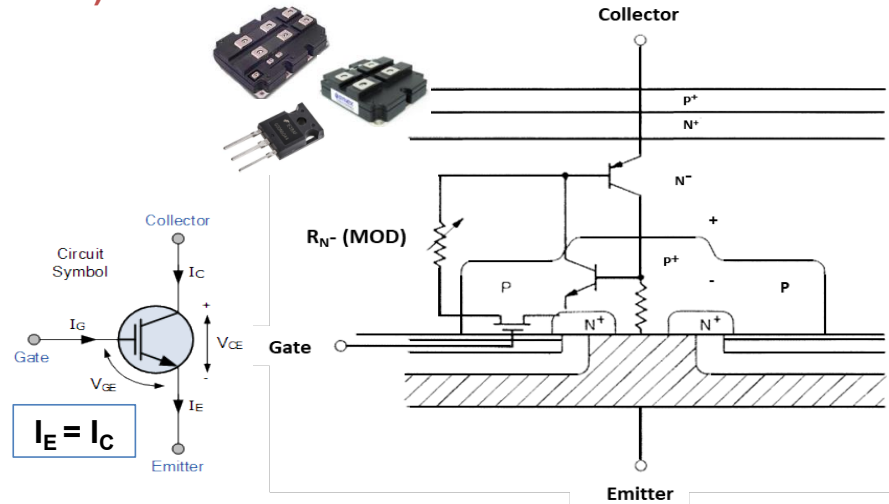 Collector
P+
N+
N-
RN- (MOD)
+
P+
P
-
P
N+
N+
Gate
Emitter
Collector
Circuit
Symbol
IC
+
IG
VCE
Gate
VGE
-
IE
IE = IC
Emitter